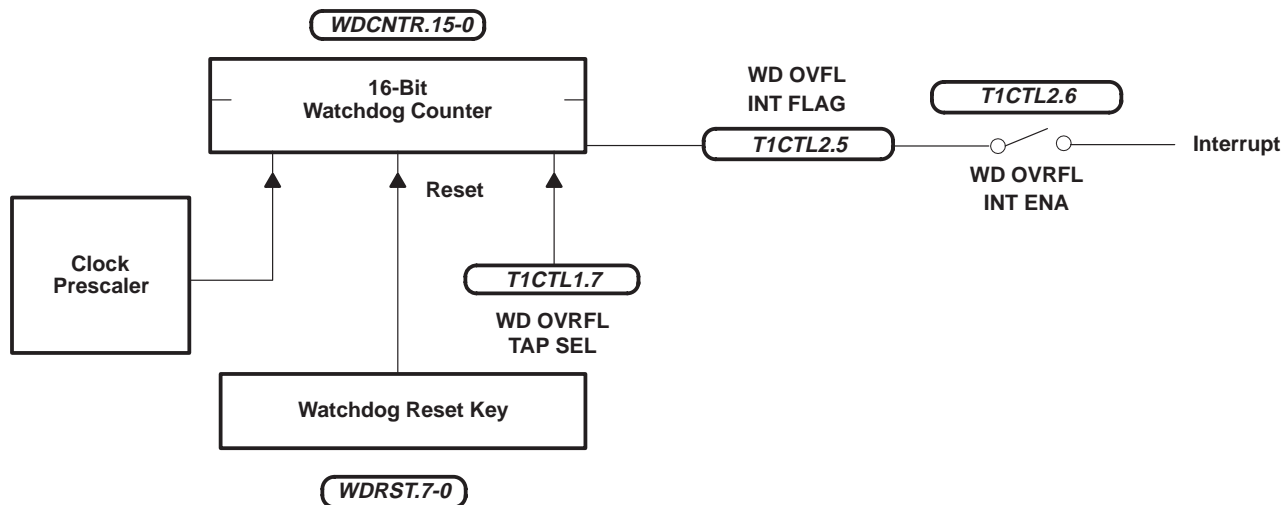 WDCNTR.15-0
16-Bit
Watchdog Counter
WD OVFL
INT FLAG
T1CTL2.6
T1CTL2.5
Interrupt
WD OVRFL
INT ENA
Reset
Clock
Prescaler
T1CTL1.7
WD OVRFL
TAP SEL
Watchdog Reset Key
WDRST.7-0